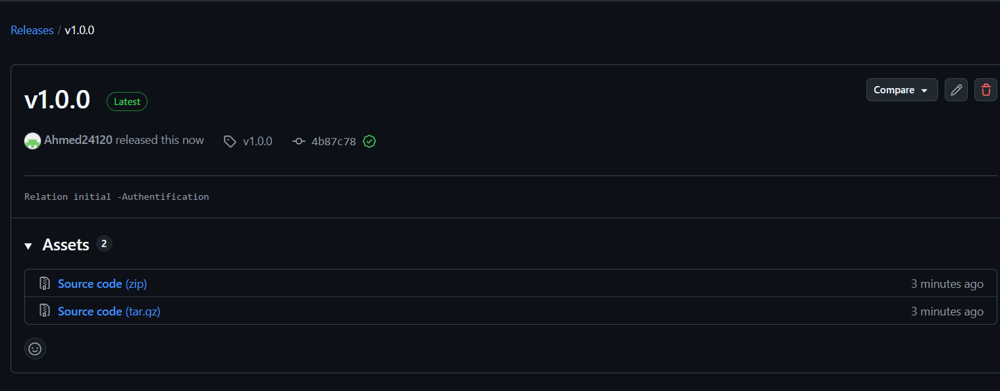 Releases / v1.0.0
v1.0.0 Latest
Compare
Ahmed24120 released this now v1.0.0 4b87c78
Relation initial -Authentification
Assets 2
Source code (zip) 3 minutes ago
Source code (tar.gz) 3 minutes ago